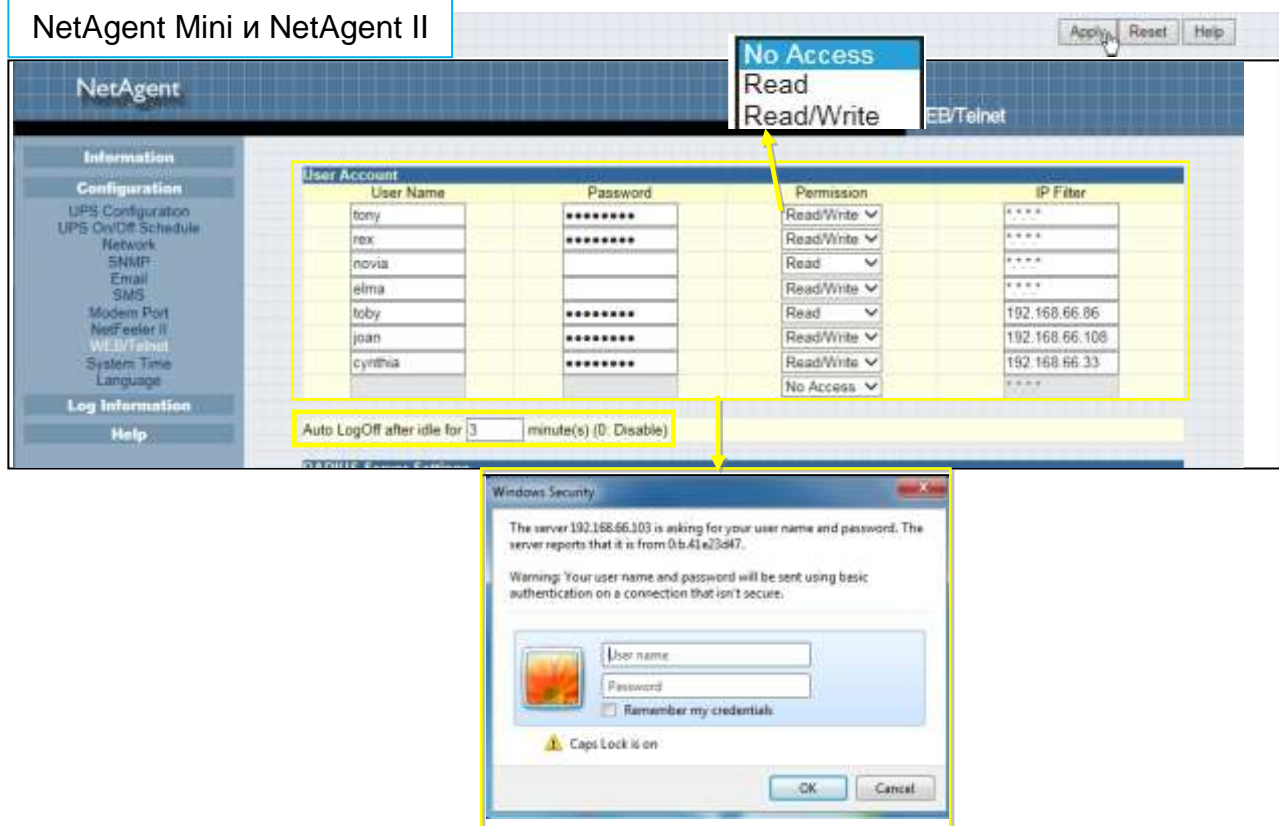 NetAgent Mini и NetAgent II
Apply Reset Help
No Access
Read
Read/Write
NetAgent
EB/Telnet
Information
Configuration
UPS Configuration
UPS On/Off Schedule
Network
SNMP
Email
SMS
Modem Port
NetFeeler II
WEB/Telnet
System Time
Language
Log Information
Help
User Account
User Name Password Permission IP Filter
tony ●●●●●●●● Read/Write *.*.*.*
rex ●●●●●●●● Read/Write *.*.*.*
novia Read *.*.*.*
elma Read/Write *.*.*.*
toby ●●●●●●●● Read 192.168.66.86
joan ●●●●●●●● Read/Write 192.168.66.108
cynthia ●●●●●●●● Read/Write 192.168.66.33
No Access *.*.*.*
Auto LogOff after idle for 3 minute(s) (0: Disable)
Windows Security
The server 192.168.66.103 is asking for your user name and password. The
server reports that it is from 0.b.41e23d47.
Warning: Your user name and password will be sent using basic
authentication on a connection that isn't secure.
User name
Password
Remember my credentials
Caps Lock is on
OK Cancel